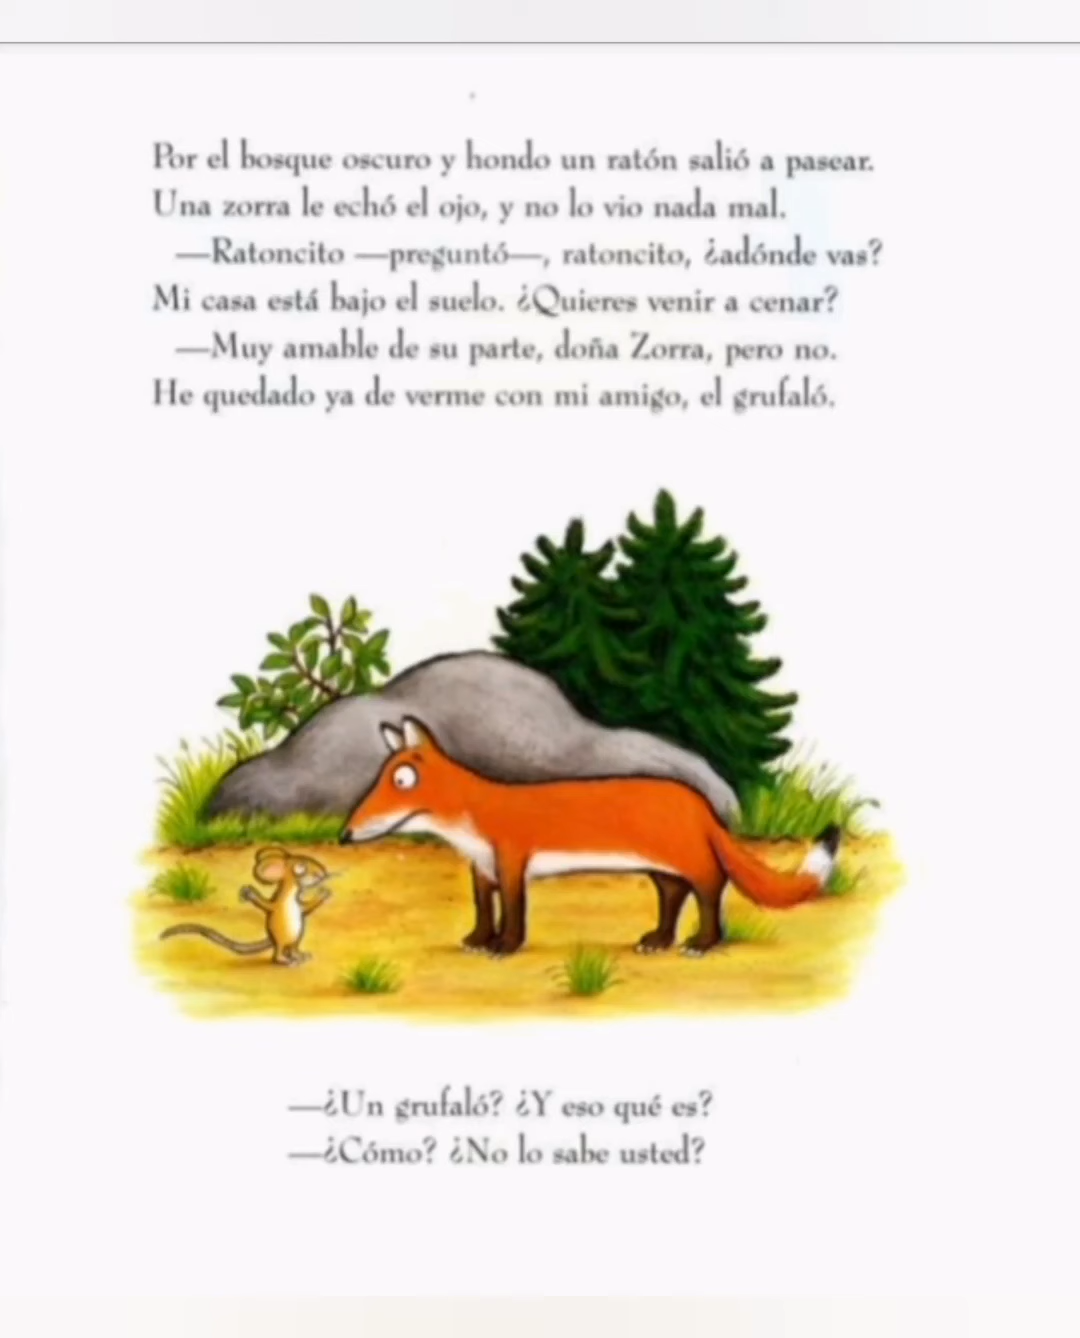 Por el bosque oscuro y hondo un ratón salió a pasear.
Una zorra le echó el ojo, y no lo vio nada mal.
—Ratoncito —preguntó—, ratoncito, ¿adónde vas?
Mi casa está bajo el suelo. ¿Quieres venir a cenar?
—Muy amable de su parte, doña Zorra, pero no.
He quedado ya de verme con mi amigo, el grufaló.
—¿Un grufaló? ¿Y eso qué es?
—¿Cómo? ¿No lo sabe usted?